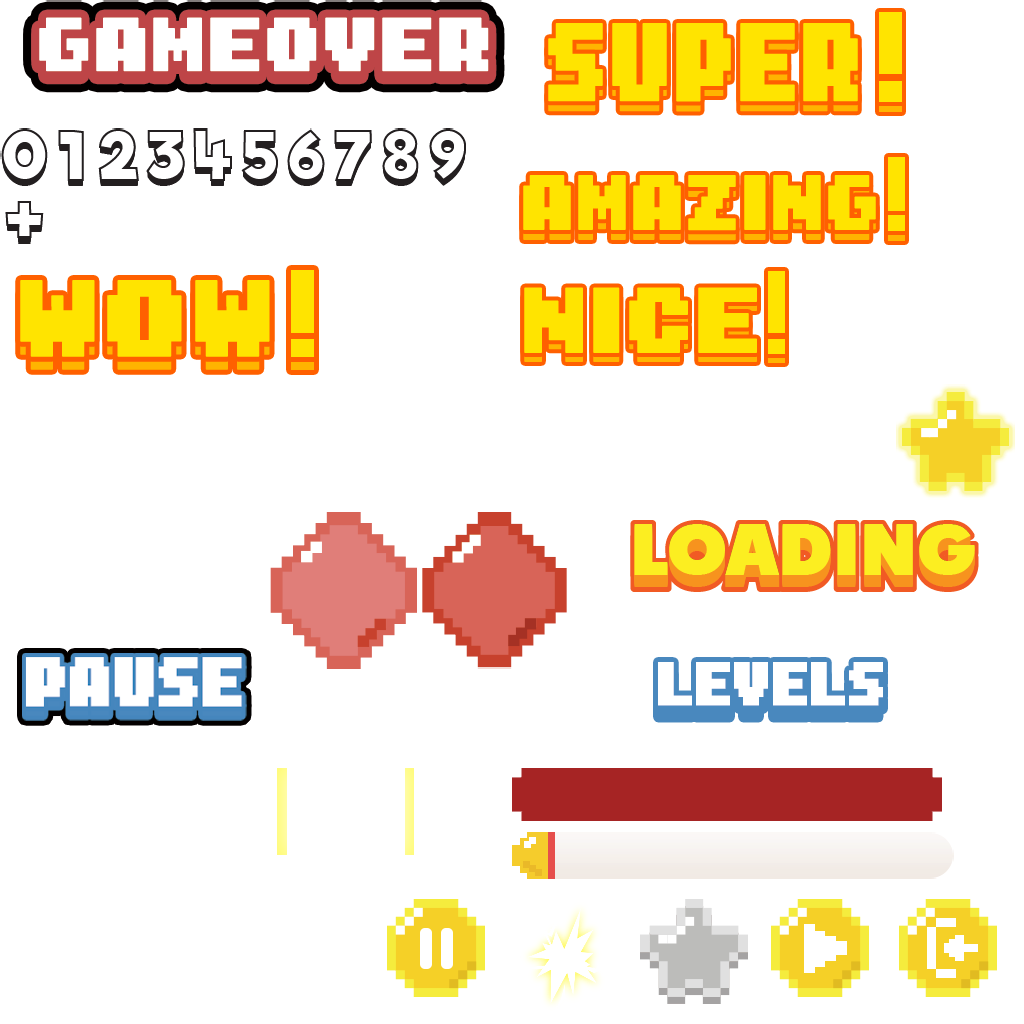 GAMEOVER
SUPER!
0123456789
+
AMAZING!
WOW!
NICE!
LOADING
PAUSE
LEVELS